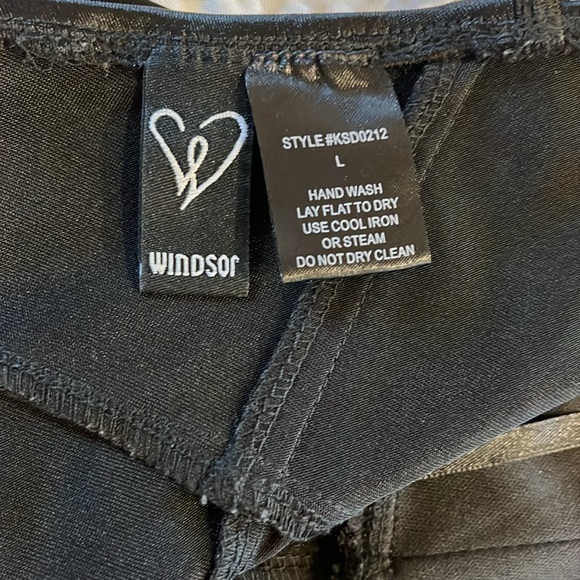 WINDSOR
STYLE #KSD0212
L
HAND WASH
LAY FLAT TO DRY
USE COOL IRON
OR STEAM
DO NOT DRY CLEAN